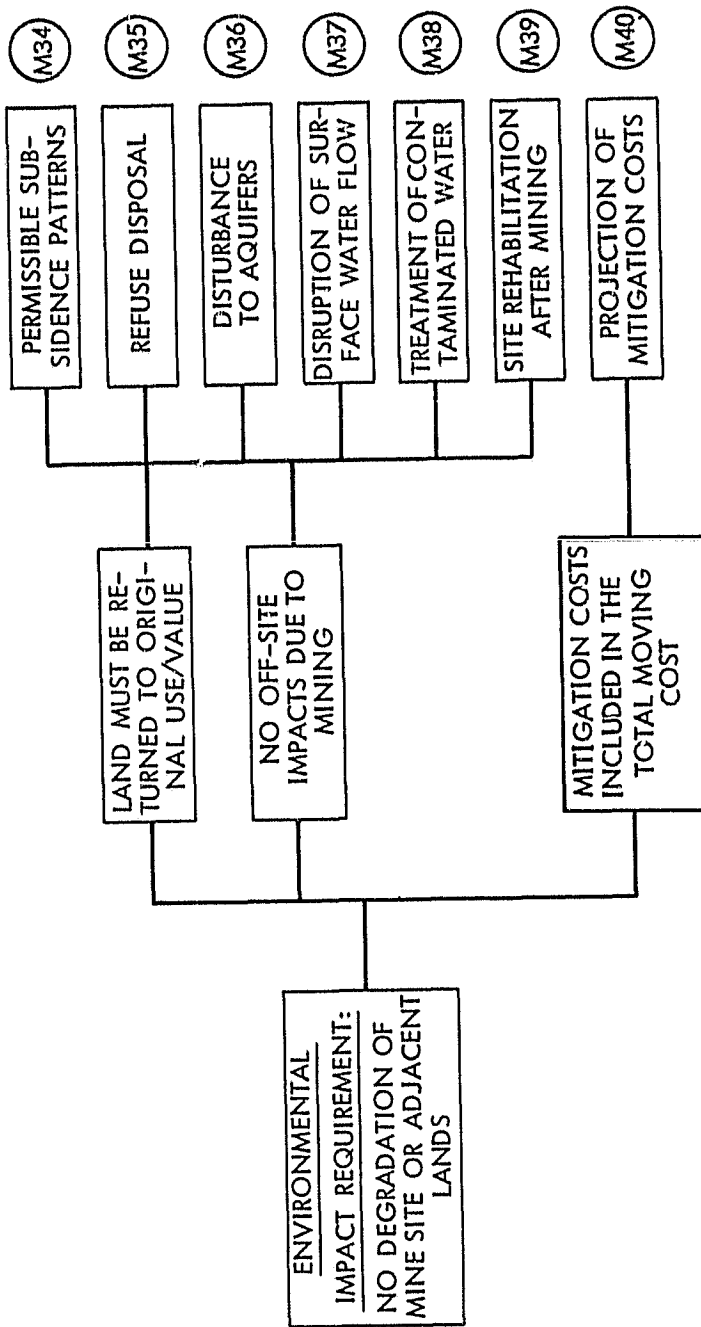 ENVIRONMENTAL
IMPACT REQUIREMENT:
NO DEGRADATION OF
MINE SITE OR ADJACENT
LANDS
LAND MUST BE RE-
TURNED TO ORIGI-
NAL USE/VALUE
NO OFF-SITE
IMPACTS DUE TO
MINING
MITIGATION COSTS
INCLUDED IN THE
TOTAL MOVING
COST
PERMISSIBLE SUB-
SIDENCE PATTERNS
M34
REFUSE DISPOSAL
M35
DISTURBANCE
TO AQUIFERS
M36
DISRUPTION OF SUR-
FACE WATER FLOW
M37
TREATMENT OF CON-
TAMINATED WATER
M38
SITE REHABILITATION
AFTER MINING
M39
PROJECTION OF
MITIGATION COSTS
M40